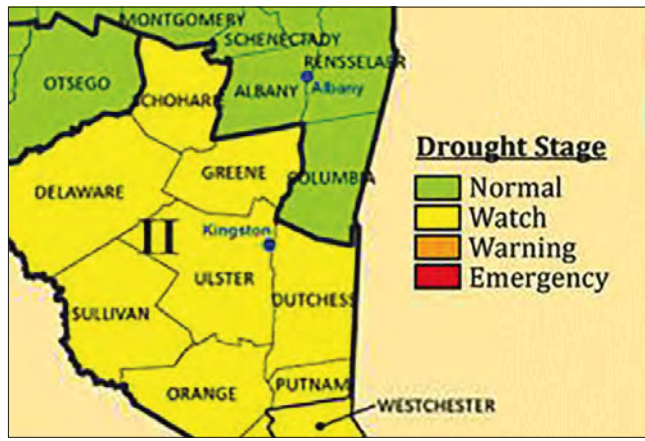 MONTGOMERY
SCHENECTADY
RENSSELAER
OTSEGO
SCHOHARIE
ALBANY
Albany
GREENE
COLUMBIA
DELAWARE
II
Kingston
ULSTER
DUTCHESS
SULLIVAN
ORANGE
PUTNAM
WESTCHESTER
Drought Stage
Normal
Watch
Warning
Emergency